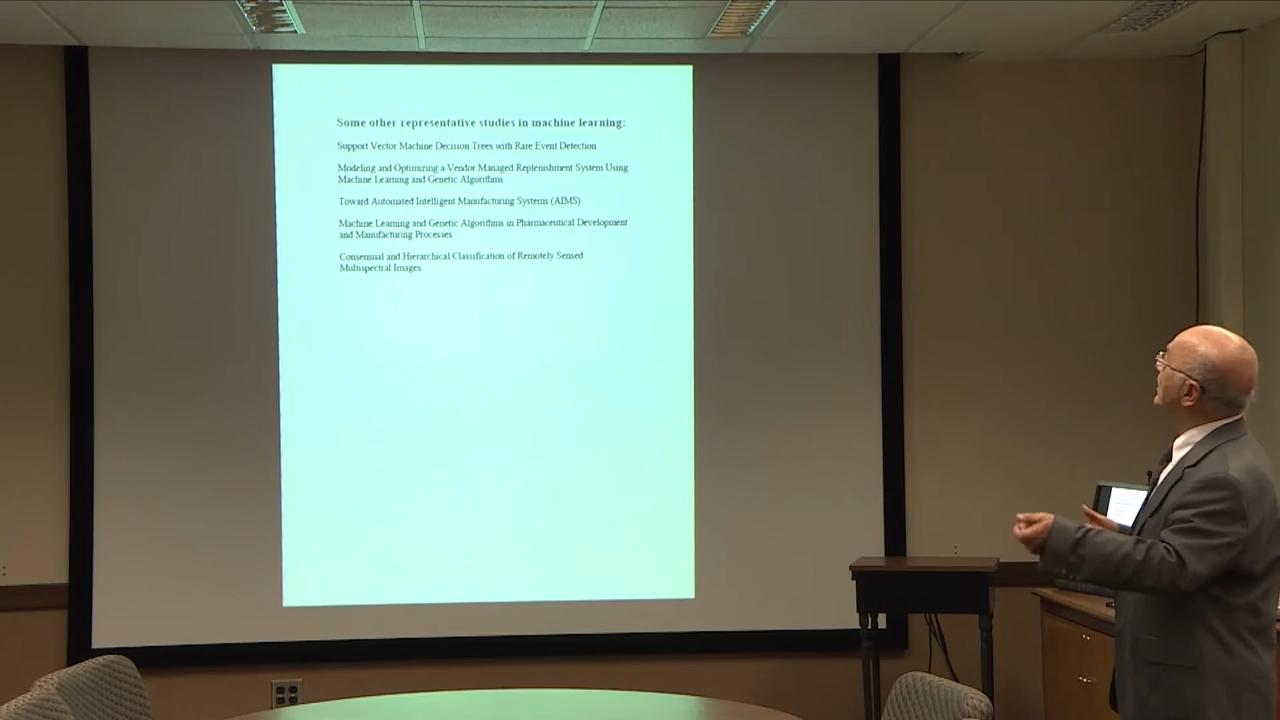 Some other representative studies in machine learning:
Support Vector Machine Decision Trees with Rare Event Detection
Modeling and Optimizing a Vendor Managed Replenishment System Using
Machine Learning and Genetic Algorithms
Toward Automated Intelligent Manufacturing Systems (AIMS)
Machine Learning and Genetic Algorithms in Pharmaceutical Development
and Manufacturing Processes
Consensual and Hierarchical Classification of Remotely Sensed
Multispectral Images